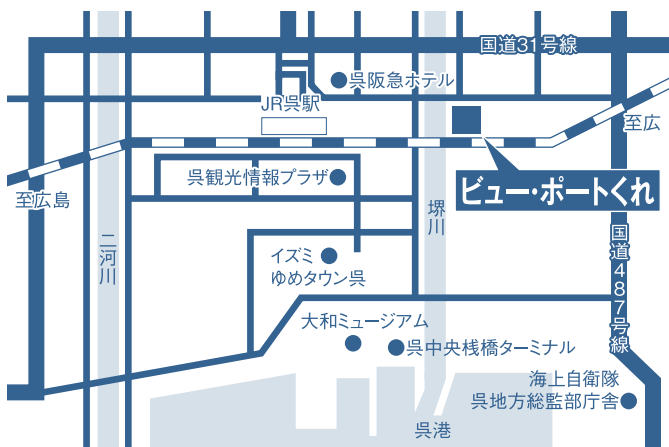 国道31号線
呉阪急ホテル
JR呉駅
至広
至広島
呉観光情報プラザ
ビュー・ポートくれ
堺川
二河川
国道487号線
イズミ
ゆめタウン呉
大和ミュージアム
呉中央桟橋ターミナル
海上自衛隊
呉地方総監部庁舎
呉港